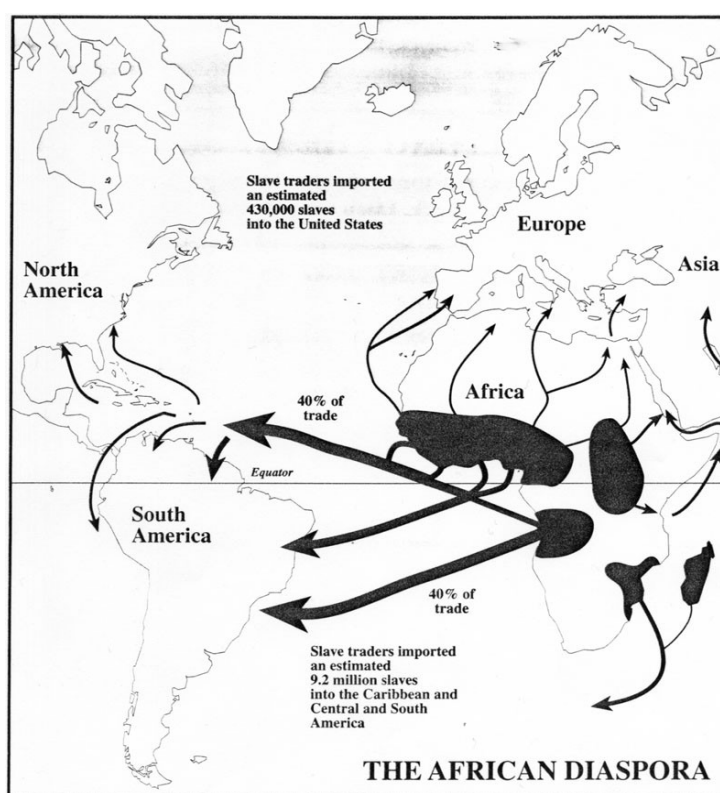 Slave traders imported
an estimated
430,000 slaves
into the United States
Europe
North
America
Asia
40% of
trade
Africa
Equator
South
America
40% of
trade
Slave traders imported
an estimated
9.2 million slaves
into the Caribbean and
Central and South
America
THE AFRICAN DIASPORA